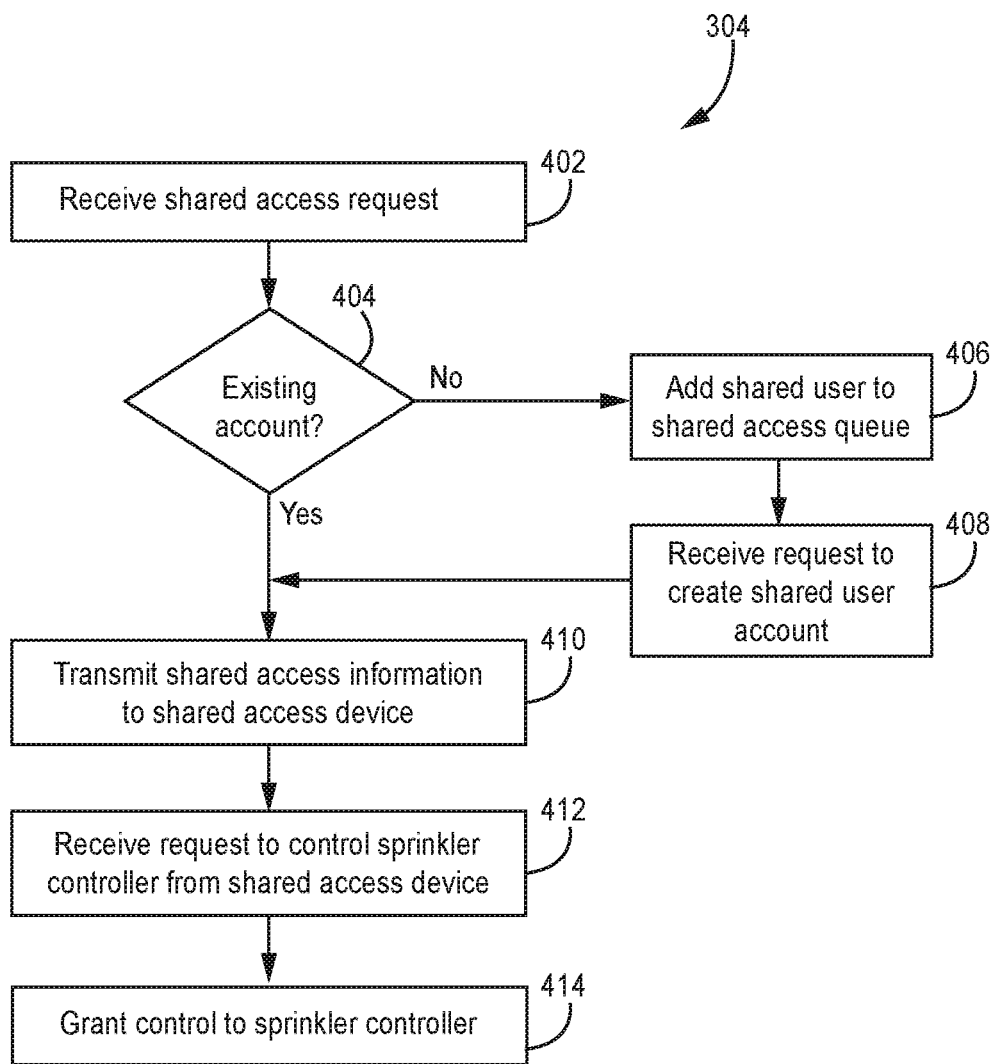 304
402
Receive shared access request
404
Existing
account?
No
Yes
406
Add shared user to
shared access queue
408
Receive request to
create shared user
account
410
Transmit shared access information
to shared access device
412
Receive request to control sprinkler
controller from shared access device
414
Grant control to sprinkler controller